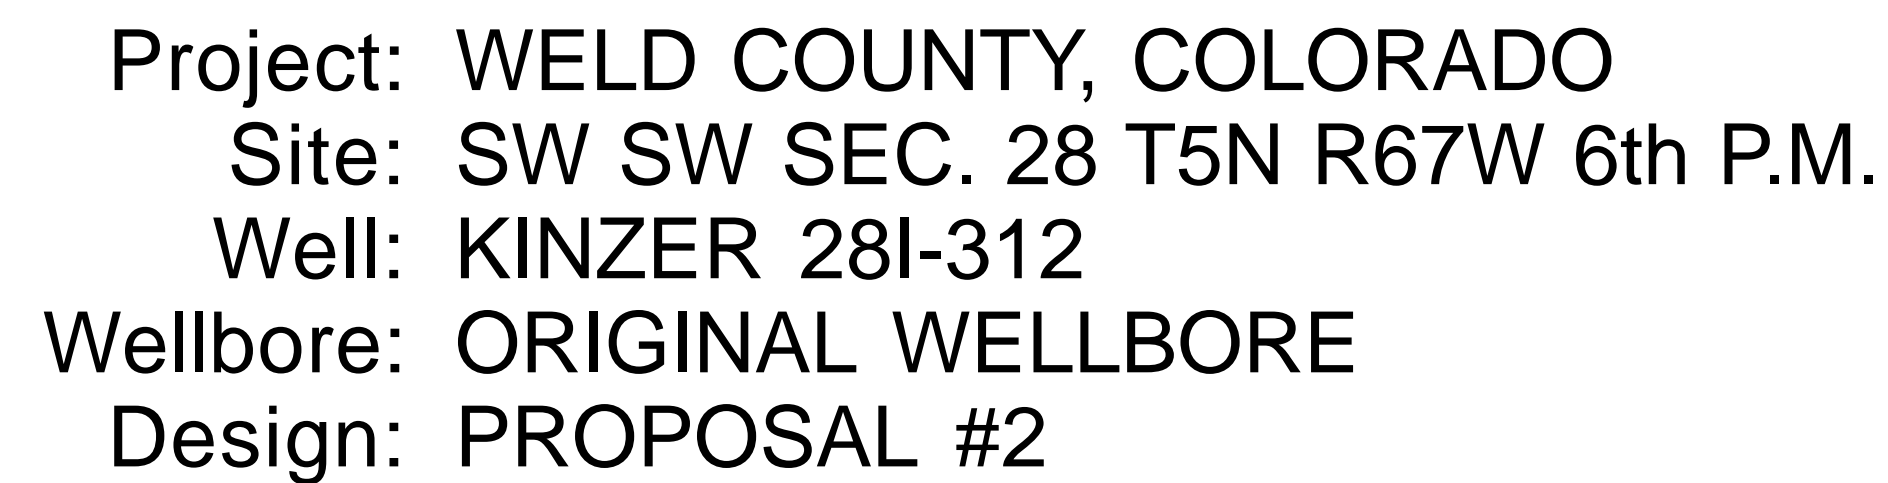 Project: WELD COUNTY, COLORADO
Site: SW SW SEC. 28 T5N R67W 6th P.M.
Well: KINZER 28I-312
Wellbore: ORIGINAL WELLBORE
Design: PROPOSAL #2